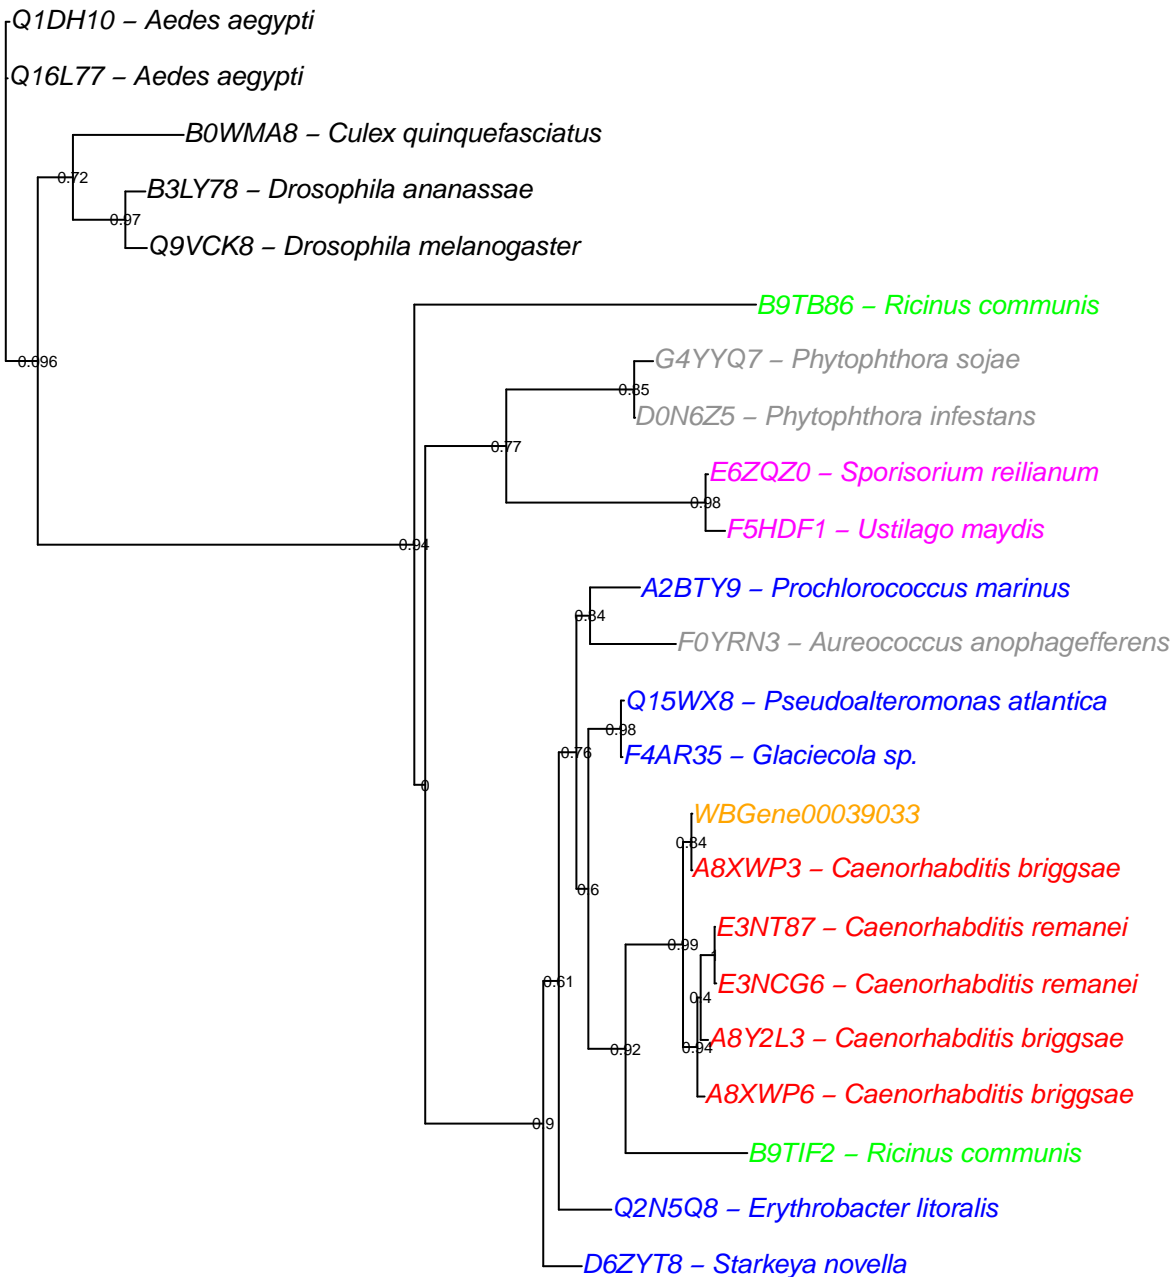 Q1DH10 – Aedes aegypti
Q16L77 – Aedes aegypti
B0WMA8 – Culex quinquefasciatus
0.72
B3LY78 – Drosophila ananassae
0.97
Q9VCK8 – Drosophila melanogaster
B9TB86 – Ricinus communis
0.696
G4YYQ7 – Phytophthora sojae
0.85
D0N6Z5 – Phytophthora infestans
0.77
E6ZQZ0 – Sporisorium reilianum
0.98
F5HDF1 – Ustilago maydis
0.94
A2BTY9 – Prochlorococcus marinus
0.84
F0YRN3 – Aureococcus anophagefferens
Q15WX8 – Pseudoalteromonas atlantica
0.98
0.76
F4AR35 – Glaciecola sp.
0
WBGene00039033
0.84
A8XWP3 – Caenorhabditis briggsae
0.6
E3NT87 – Caenorhabditis remanei
0.99
1
0.61
E3NCG6 – Caenorhabditis remanei
0.4
A8Y2L3 – Caenorhabditis briggsae
0.94
0.92
A8XWP6 – Caenorhabditis briggsae
0.9
B9TIF2 – Ricinus communis
Q2N5Q8 – Erythrobacter litoralis
D6ZYT8 – Starkeya novella